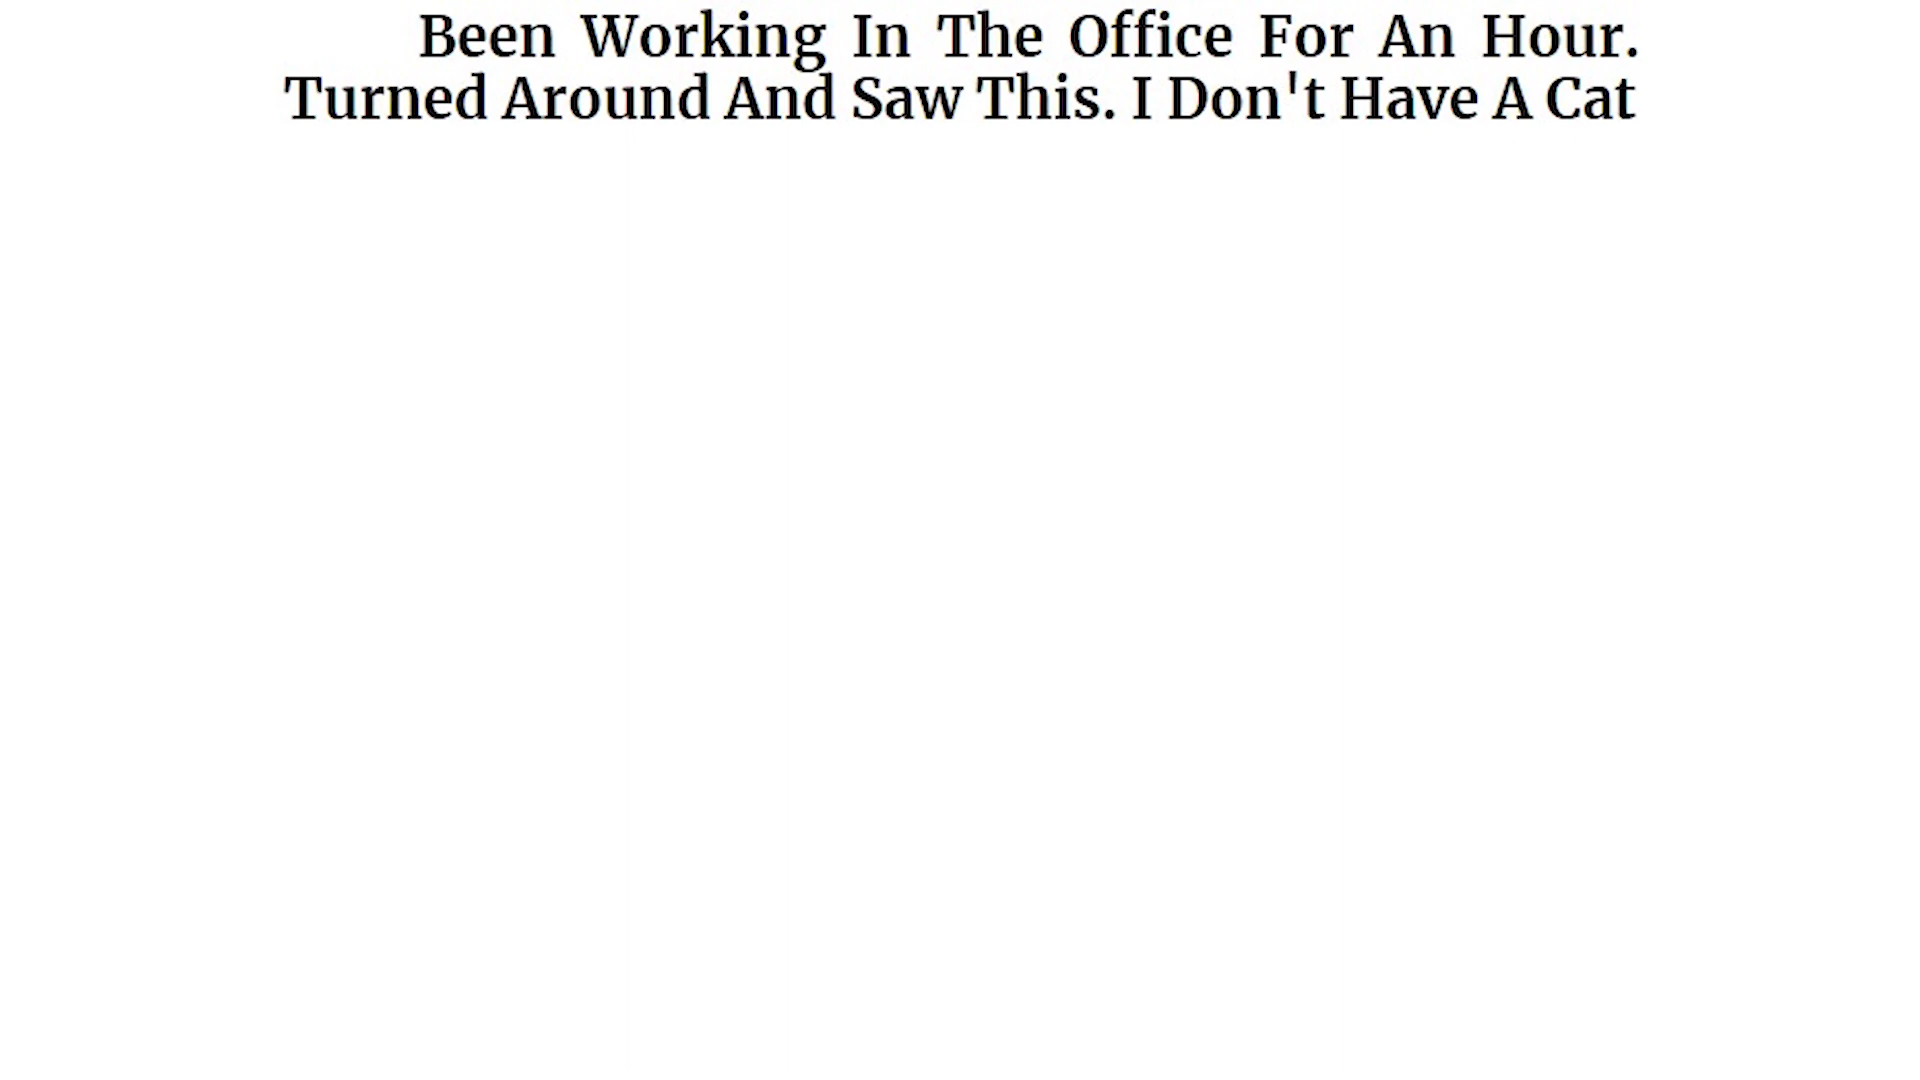 Been Working In The Office For An Hour.
Turned Around And Saw This. I Don't Have A Cat